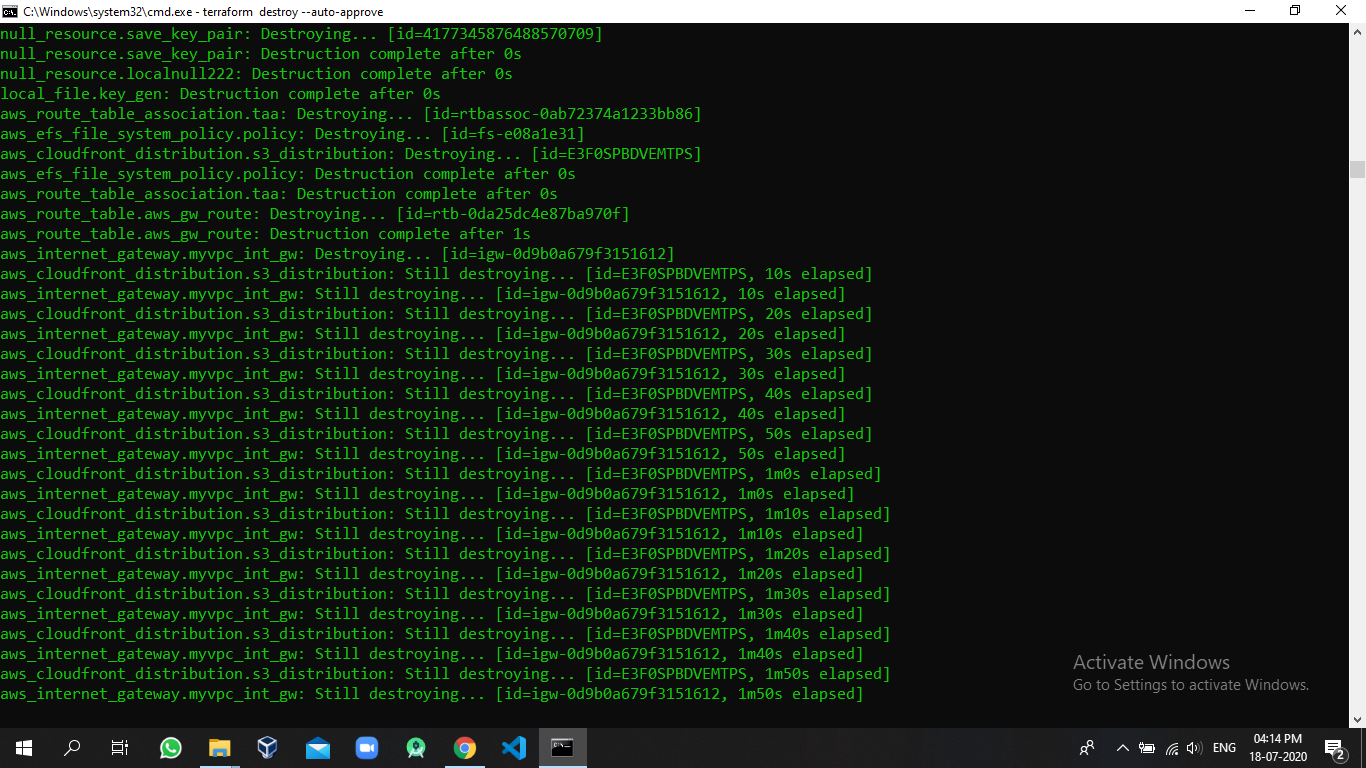 C:\Windows\system32\cmd.exe - terraform destroy --auto-approve
null_resource.save_key_pair: Destroying... [id=4177345876488570709]
null_resource.save_key_pair: Destruction complete after 0s
null_resource.localnull222: Destruction complete after 0s
local_file.key_gen: Destruction complete after 0s
aws_route_table_association.taa: Destroying... [id=rtbassoc-0ab72374a1233bb86]
aws_efs_file_system_policy.policy: Destroying... [id=fs-e08a1e31]
aws_cloudfront_distribution.s3_distribution: Destroying... [id=E3F0SPBDVEMTPS]
aws_efs_file_system_policy.policy: Destruction complete after 0s
aws_route_table_association.taa: Destruction complete after 0s
aws_route_table.aws_gw_route: Destroying... [id=rtb-0da25dc4e87ba970f]
aws_route_table.aws_gw_route: Destruction complete after 1s
aws_internet_gateway.myvpc_int_gw: Destroying... [id=igw-0d9b0a679f3151612]
aws_cloudfront_distribution.s3_distribution: Still destroying... [id=E3F0SPBDVEMTPS, 10s elapsed]
aws_internet_gateway.myvpc_int_gw: Still destroying... [id=igw-0d9b0a679f3151612, 10s elapsed]
aws_cloudfront_distribution.s3_distribution: Still destroying... [id=E3F0SPBDVEMTPS, 20s elapsed]
aws_internet_gateway.myvpc_int_gw: Still destroying... [id=igw-0d9b0a679f3151612, 20s elapsed]
aws_cloudfront_distribution.s3_distribution: Still destroying... [id=E3F0SPBDVEMTPS, 30s elapsed]
aws_internet_gateway.myvpc_int_gw: Still destroying... [id=igw-0d9b0a679f3151612, 30s elapsed]
aws_cloudfront_distribution.s3_distribution: Still destroying... [id=E3F0SPBDVEMTPS, 40s elapsed]
aws_internet_gateway.myvpc_int_gw: Still destroying... [id=igw-0d9b0a679f3151612, 40s elapsed]
aws_cloudfront_distribution.s3_distribution: Still destroying... [id=E3F0SPBDVEMTPS, 50s elapsed]
aws_internet_gateway.myvpc_int_gw: Still destroying... [id=igw-0d9b0a679f3151612, 50s elapsed]
aws_cloudfront_distribution.s3_distribution: Still destroying... [id=E3F0SPBDVEMTPS, 1m0s elapsed]
aws_internet_gateway.myvpc_int_gw: Still destroying... [id=igw-0d9b0a679f3151612, 1m0s elapsed]
aws_cloudfront_distribution.s3_distribution: Still destroying... [id=E3F0SPBDVEMTPS, 1m10s elapsed]
aws_internet_gateway.myvpc_int_gw: Still destroying... [id=igw-0d9b0a679f3151612, 1m10s elapsed]
aws_cloudfront_distribution.s3_distribution: Still destroying... [id=E3F0SPBDVEMTPS, 1m20s elapsed]
aws_internet_gateway.myvpc_int_gw: Still destroying... [id=igw-0d9b0a679f3151612, 1m20s elapsed]
aws_cloudfront_distribution.s3_distribution: Still destroying... [id=E3F0SPBDVEMTPS, 1m30s elapsed]
aws_internet_gateway.myvpc_int_gw: Still destroying... [id=igw-0d9b0a679f3151612, 1m30s elapsed]
aws_cloudfront_distribution.s3_distribution: Still destroying... [id=E3F0SPBDVEMTPS, 1m40s elapsed]
aws_internet_gateway.myvpc_int_gw: Still destroying... [id=igw-0d9b0a679f3151612, 1m40s elapsed]
aws_cloudfront_distribution.s3_distribution: Still destroying... [id=E3F0SPBDVEMTPS, 1m50s elapsed]
aws_internet_gateway.myvpc_int_gw: Still destroying... [id=igw-0d9b0a679f3151612, 1m50s elapsed]
Activate Windows
Go to Settings to activate Windows.
ENG
04:14 PM
18-07-2020
2